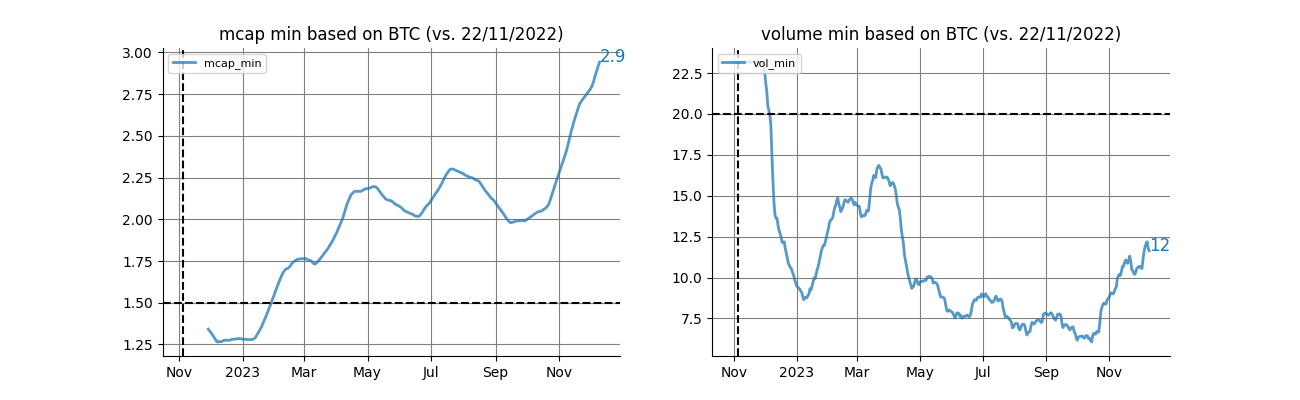 mcap min based on BTC (vs. 22/11/2022)
3.00
2.75
2.50
2.25
2.00
1.75
1.50
1.25
mcap_min
2.9
Nov 2023 Mar May Jul Sep Nov
volume min based on BTC (vs. 22/11/2022)
22.5
20.0
17.5
15.0
12.5
10.0
7.5
vol_min
12
Nov 2023 Mar May Jul Sep Nov